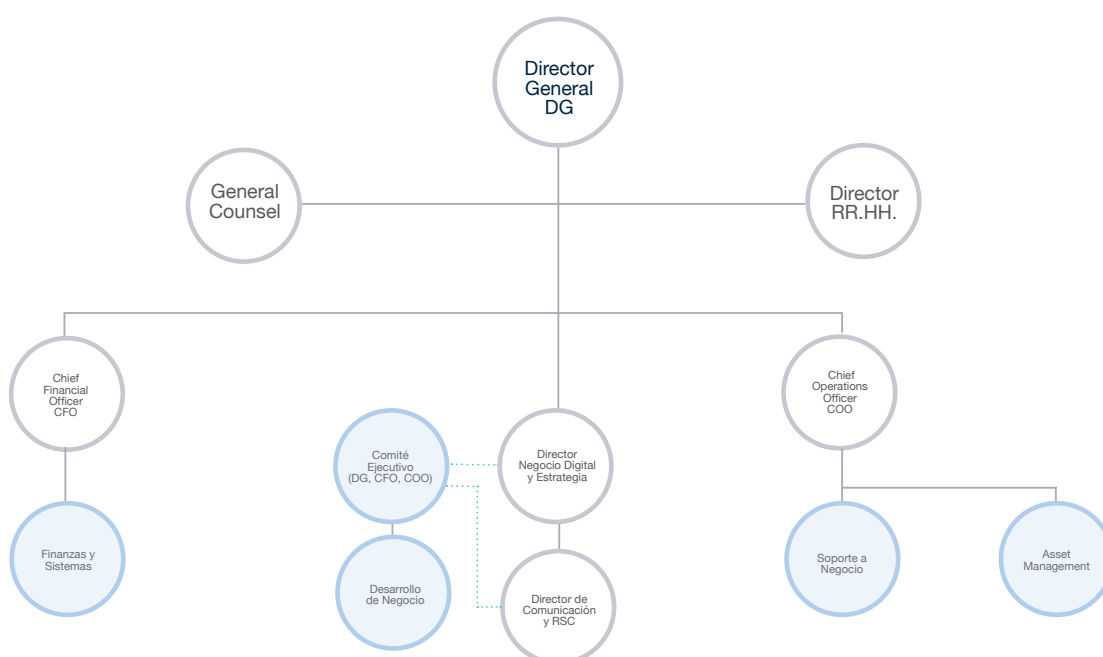 Director
General
DG
General
Counsel
Director
RR.HH.
Chief
Financial
Officer
CFO
Chief
Operations
Officer
COO
Comité
Ejecutivo
(DG, CFO, COO)
Director
Negocio Digital
y Estrategia
Finanzas y
Sistemas
Desarrollo
de Negocio
Director de
Comunicación
y RSC
Soporte a
Negocio
Asset
Management